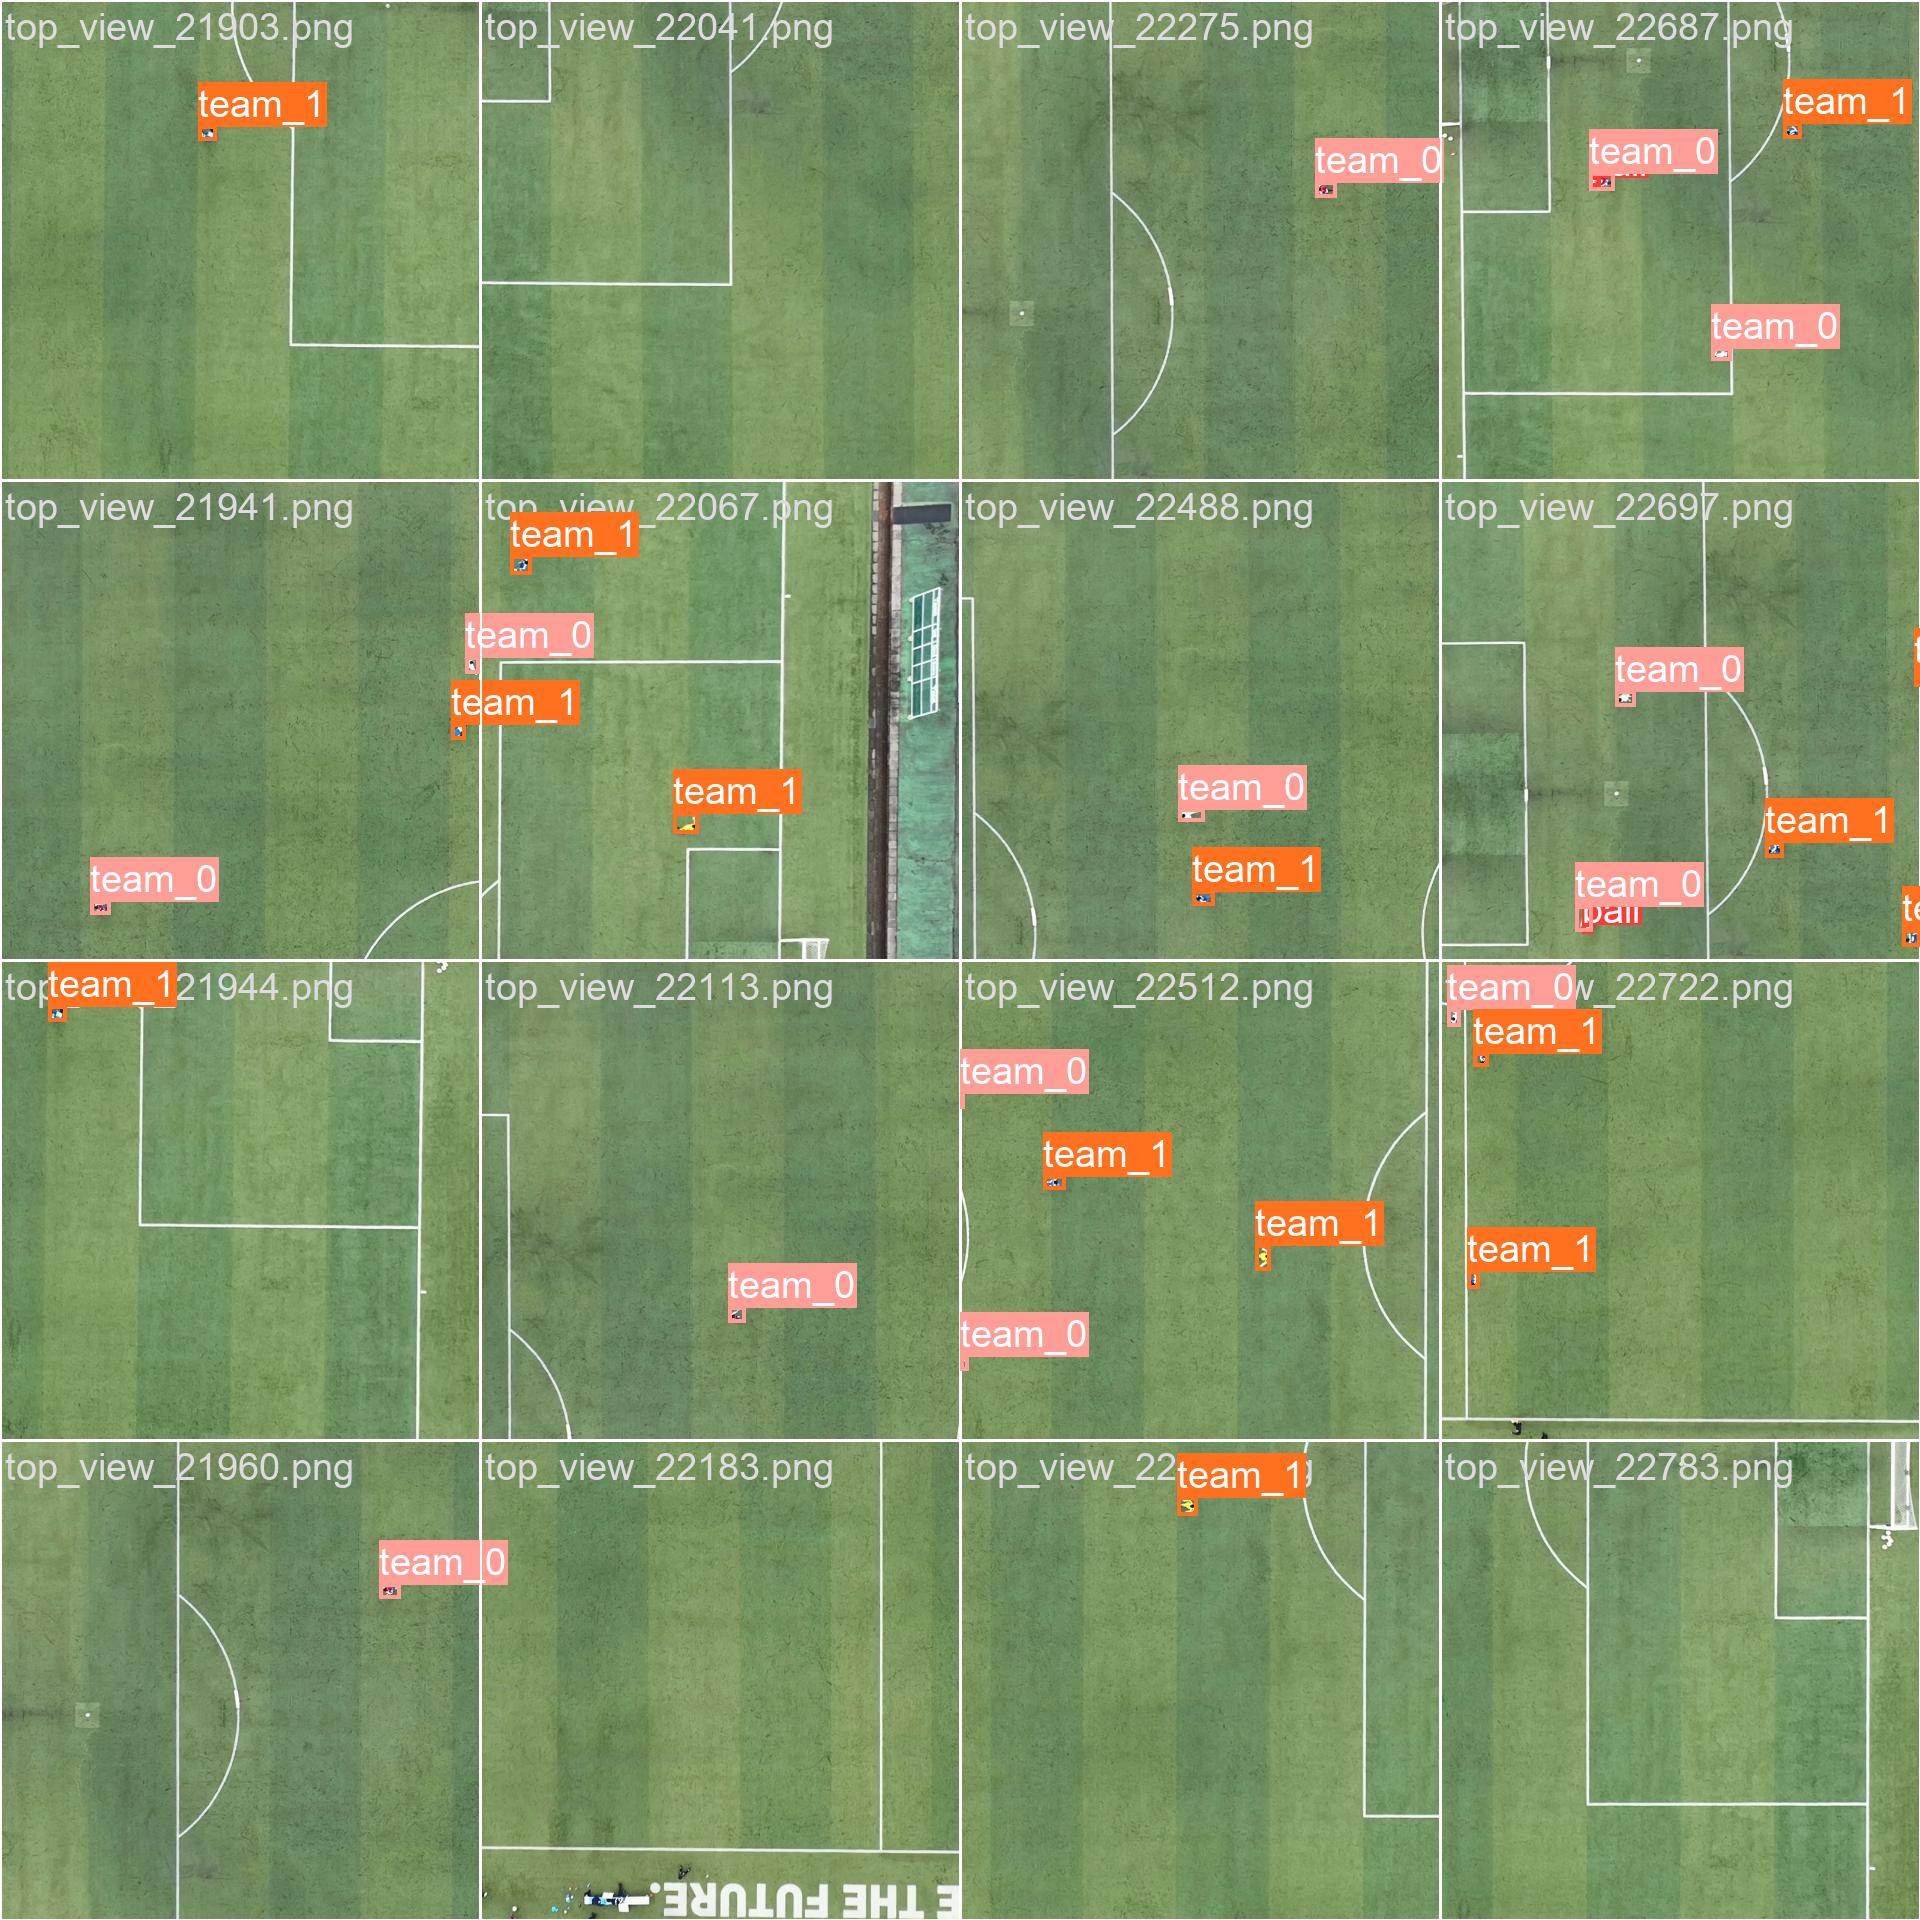 top_view_21903.png
team_1
top_view_22041.png
top_view_22275.png
team_0
top_view_22687.png
team_1
team_0
team_0
top_view_21941.png
team_0
team_1
team_0
top_view_22067.png
team_1
team_1
top_view_22488.png
team_0
team_1
top_view_22697.png
team_0
team_1
team_0
ball
team_1
21944.png
top_view_22113.png
team_0
top_view_22512.png
team_0
team_1
team_1
team_0
team_0
22722.png
team_1
team_1
top_view_21960.png
team_0
top_view_22183.png
E THE FUTURE.
top_view_22
team_1
top_view_22783.png